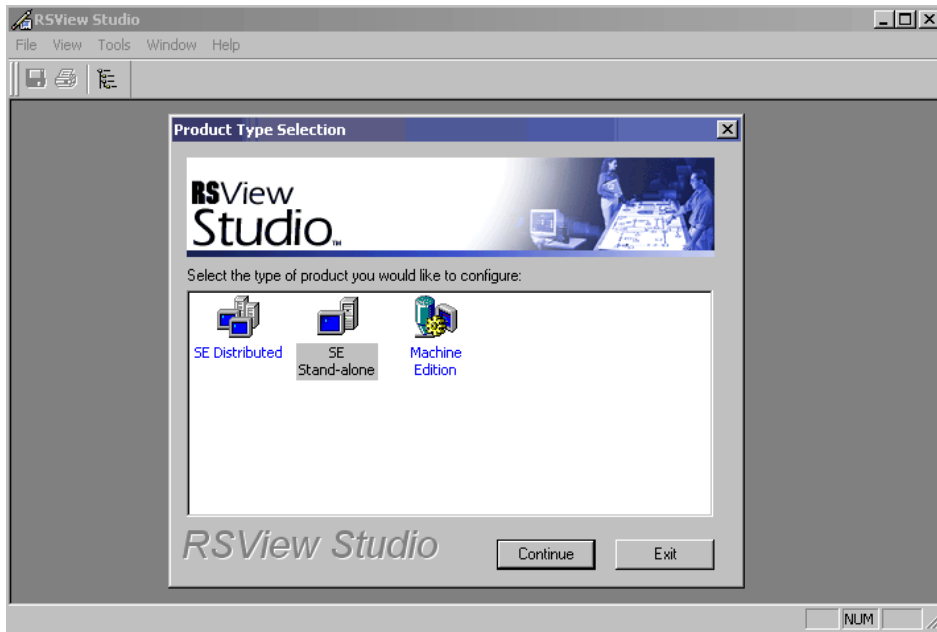 RSView Studio
File View Tools Window Help
Product Type Selection
RSView
Studio™
Select the type of product you would like to configure:
SE Distributed
SE
Stand-alone
Machine
Edition
RSView Studio
Continue
Exit
NUM